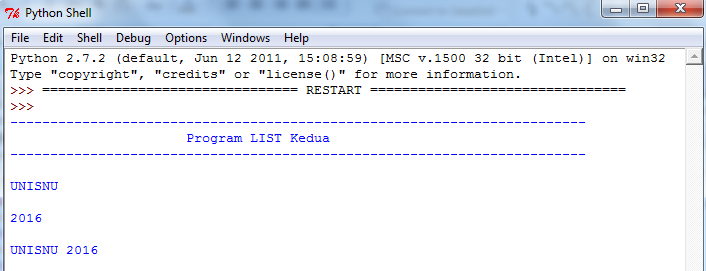 Python Shell
File Edit Shell Debug Options Windows Help
Python 2.7.2 (default, Jun 12 2011, 15:08:59) [MSC v.1500 32 bit (Intel)] on win32
Type "copyright", "credits" or "license()" for more information.
>>> ================================ RESTART ================================
>>>
------------------------------------------------------------------------
Program LIST Kedua
------------------------------------------------------------------------
UNISNU
2016
UNISNU 2016